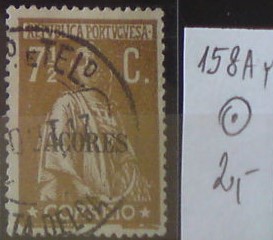 REPUBLICA PORTUGUESA
7½ C.
AÇORES
CORREIO
158A y
2,-